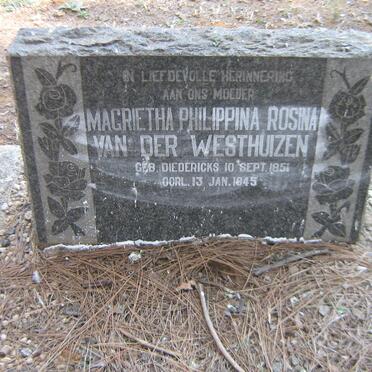 IN LIEFDEVOLLE HERINNERING
AAN ONS MOEDER
MAGRIETHA PHILIPPINA ROSINA
VAN DER WESTHUIZEN
GEB. DIEDERICKS 10 SEPT. 1851
OORL. 13 JAN. 1945